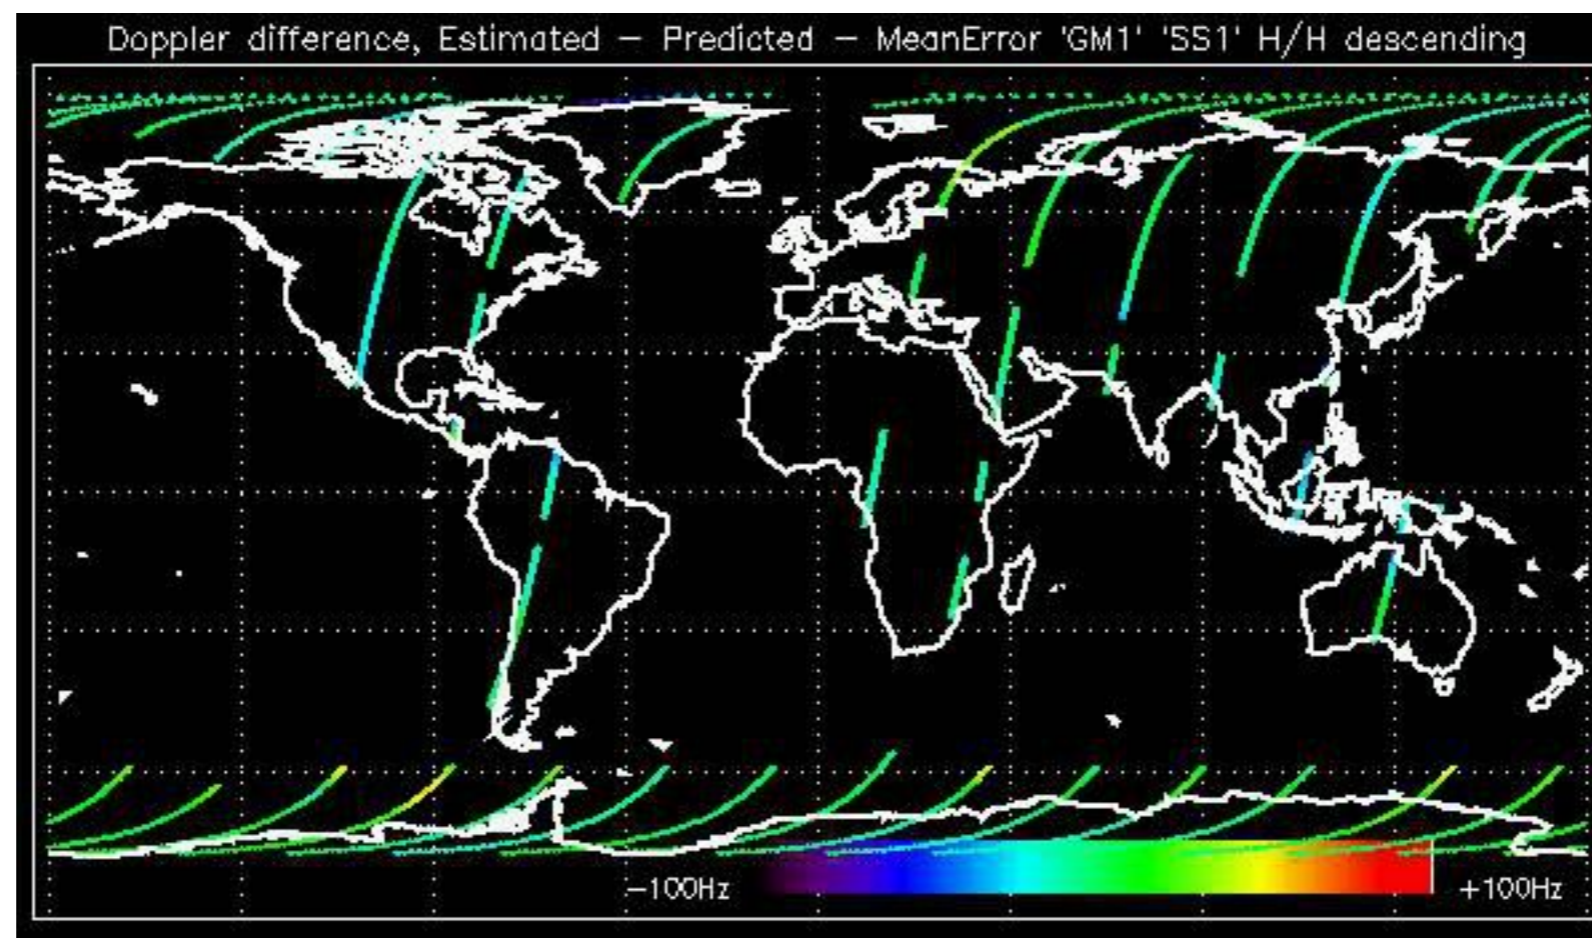 Doppler difference, Estimated — Predicted — MeanError 'GM1' 'SS1' H/H descending
−100Hz +100Hz